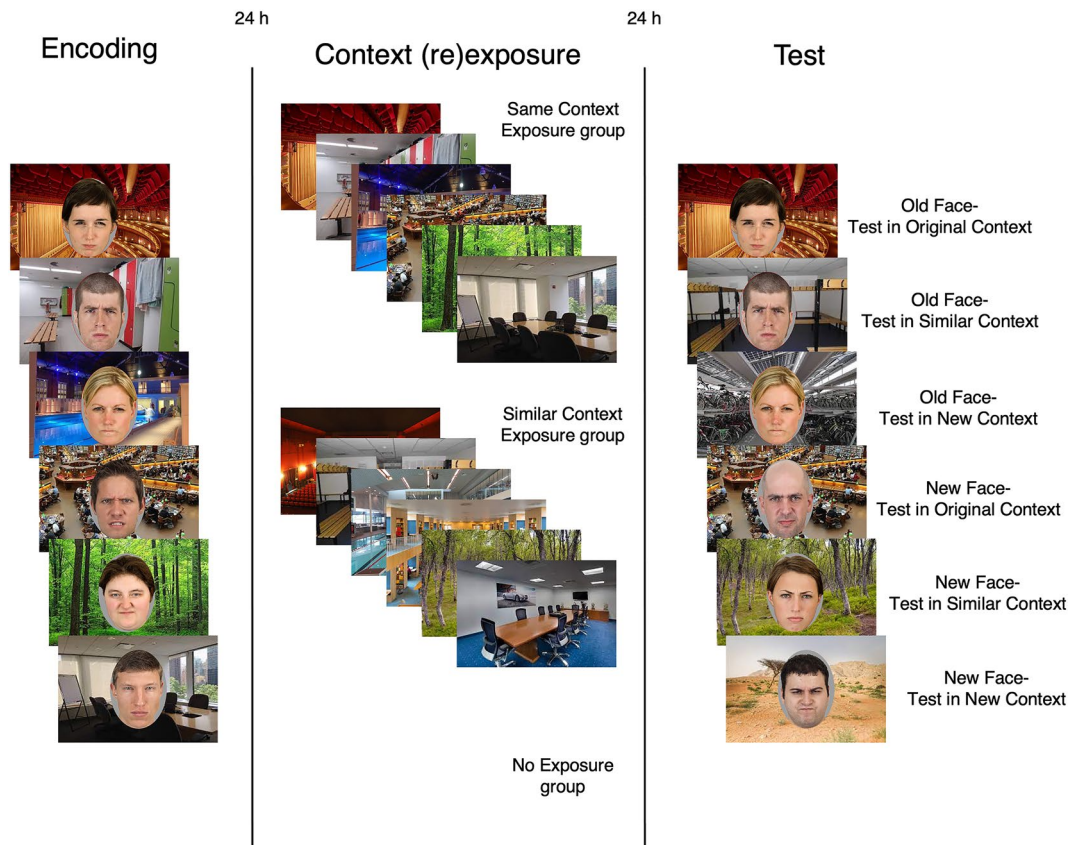 24 h
24 h
Encoding
Context (re)exposure
Test
Same Context
Exposure group
Similar Context
Exposure group
No Exposure
group
Old Face-
Test in Original Context
Old Face-
Test in Similar Context
Old Face-
Test in New Context
New Face-
Test in Original Context
New Face-
Test in Similar Context
New Face-
Test in New Context